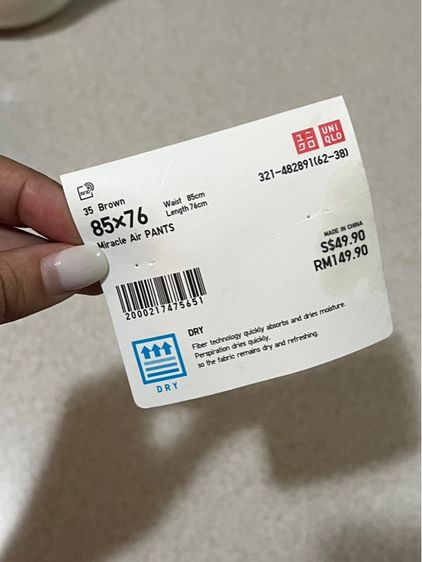 ユニ
クロ
UNI
QLO
321-482891(62-38)
RFID
35 Brown
85×76
Waist 85cm
Length 76cm
Miracle Air PANTS
MADE IN CHINA
S$49.90
RM149.90
2000217475651
DRY
Fiber technology quickly absorbs and dries moisture.
Perspiration dries quickly,
so the fabric remains dry and refreshing.
DRY